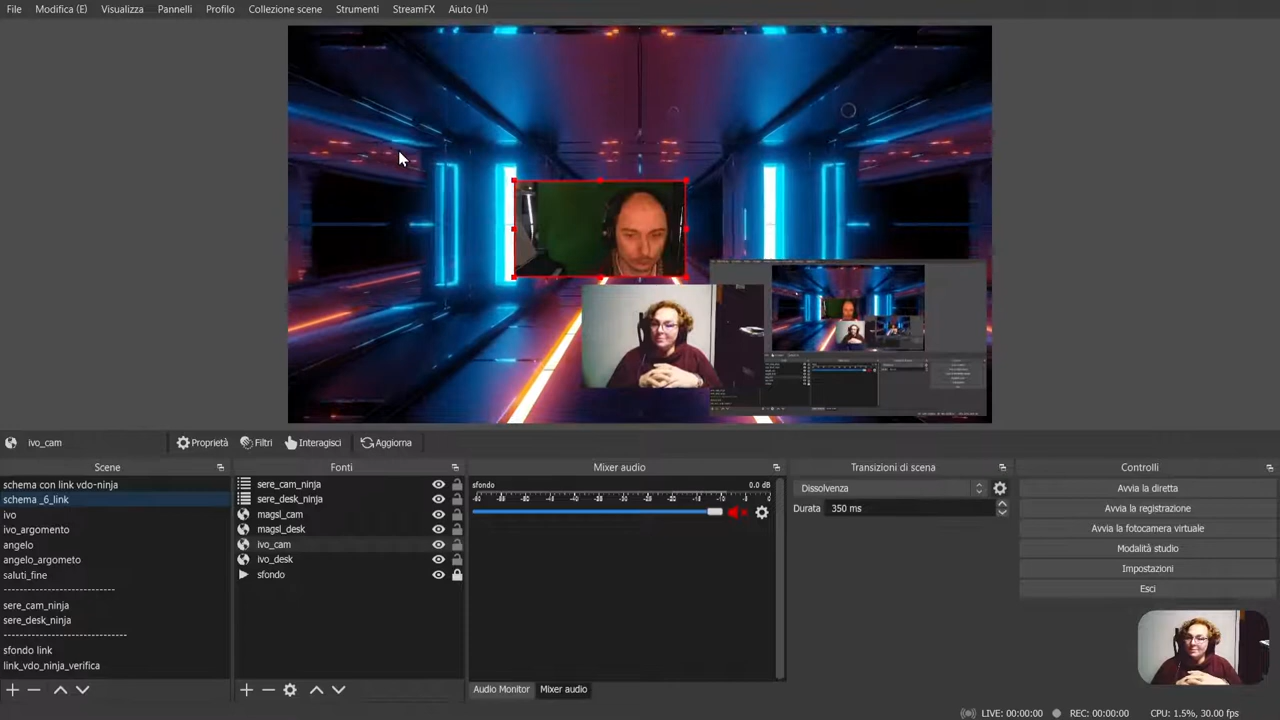 File Modifica (E) Visualizza Pannelli Profilo Collezione scene Strumenti StreamFX Aiuto (H)
ivo_cam Proprietà Filtri Interagisci Aggiorna
Scene
schema con link vdo-ninja
schema _6_link
ivo
ivo_argomento
angelo
angelo_argometo
saluti_fine
----------------------------
sere_cam_ninja
sere_desk_ninja
-------------------------------
sfondo link
link_vdo_ninja_verifica
Fonti
sere_cam_ninja
sere_desk_ninja
magsl_cam
magsl_desk
ivo_cam
ivo_desk
sfondo
Mixer audio
sfondo 0.0 dB
Audio Monitor Mixer audio
Transizioni di scena
Dissolvenza
Durata 350 ms
Controlli
Avvia la diretta
Avvia la registrazione
Avvia la fotocamera virtuale
Modalità studio
Impostazioni
Esci
LIVE: 00:00:00 REC: 00:00:00 CPU: 1.5%, 30.00 fps